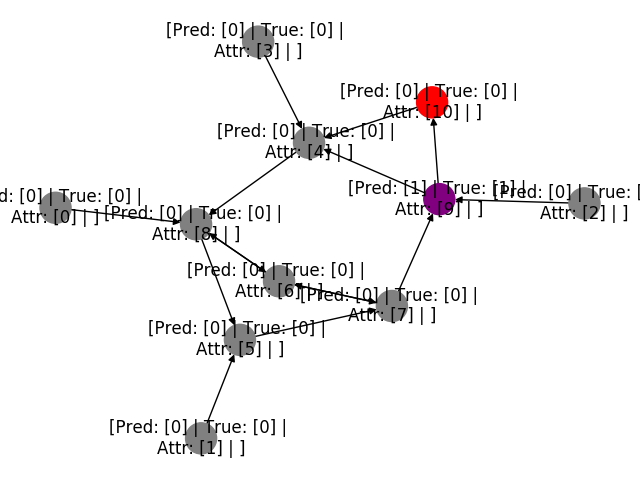 [Pred: [0] | True: [0] |
Attr: [3] | ]
[Pred: [0] | True: [0] |
Attr: [10] | ]
[Pred: [0] | True: [0] |
Attr: [4] | ]
[Pred: [1] | True: [1] |
Attr: [9] | ]
[Pred: [0] | True: [
Attr: [2] | ]
d: [0] | True: [0] |
Attr: [0] | ]
[Pred: [0] | True: [0] |
Attr: [8] | ]
[Pred: [0] | True: [0] |
Attr: [6] | ]
[Pred: [0] | True: [0] |
Attr: [7] | ]
[Pred: [0] | True: [0] |
Attr: [5] | ]
[Pred: [0] | True: [0] |
Attr: [1] | ]